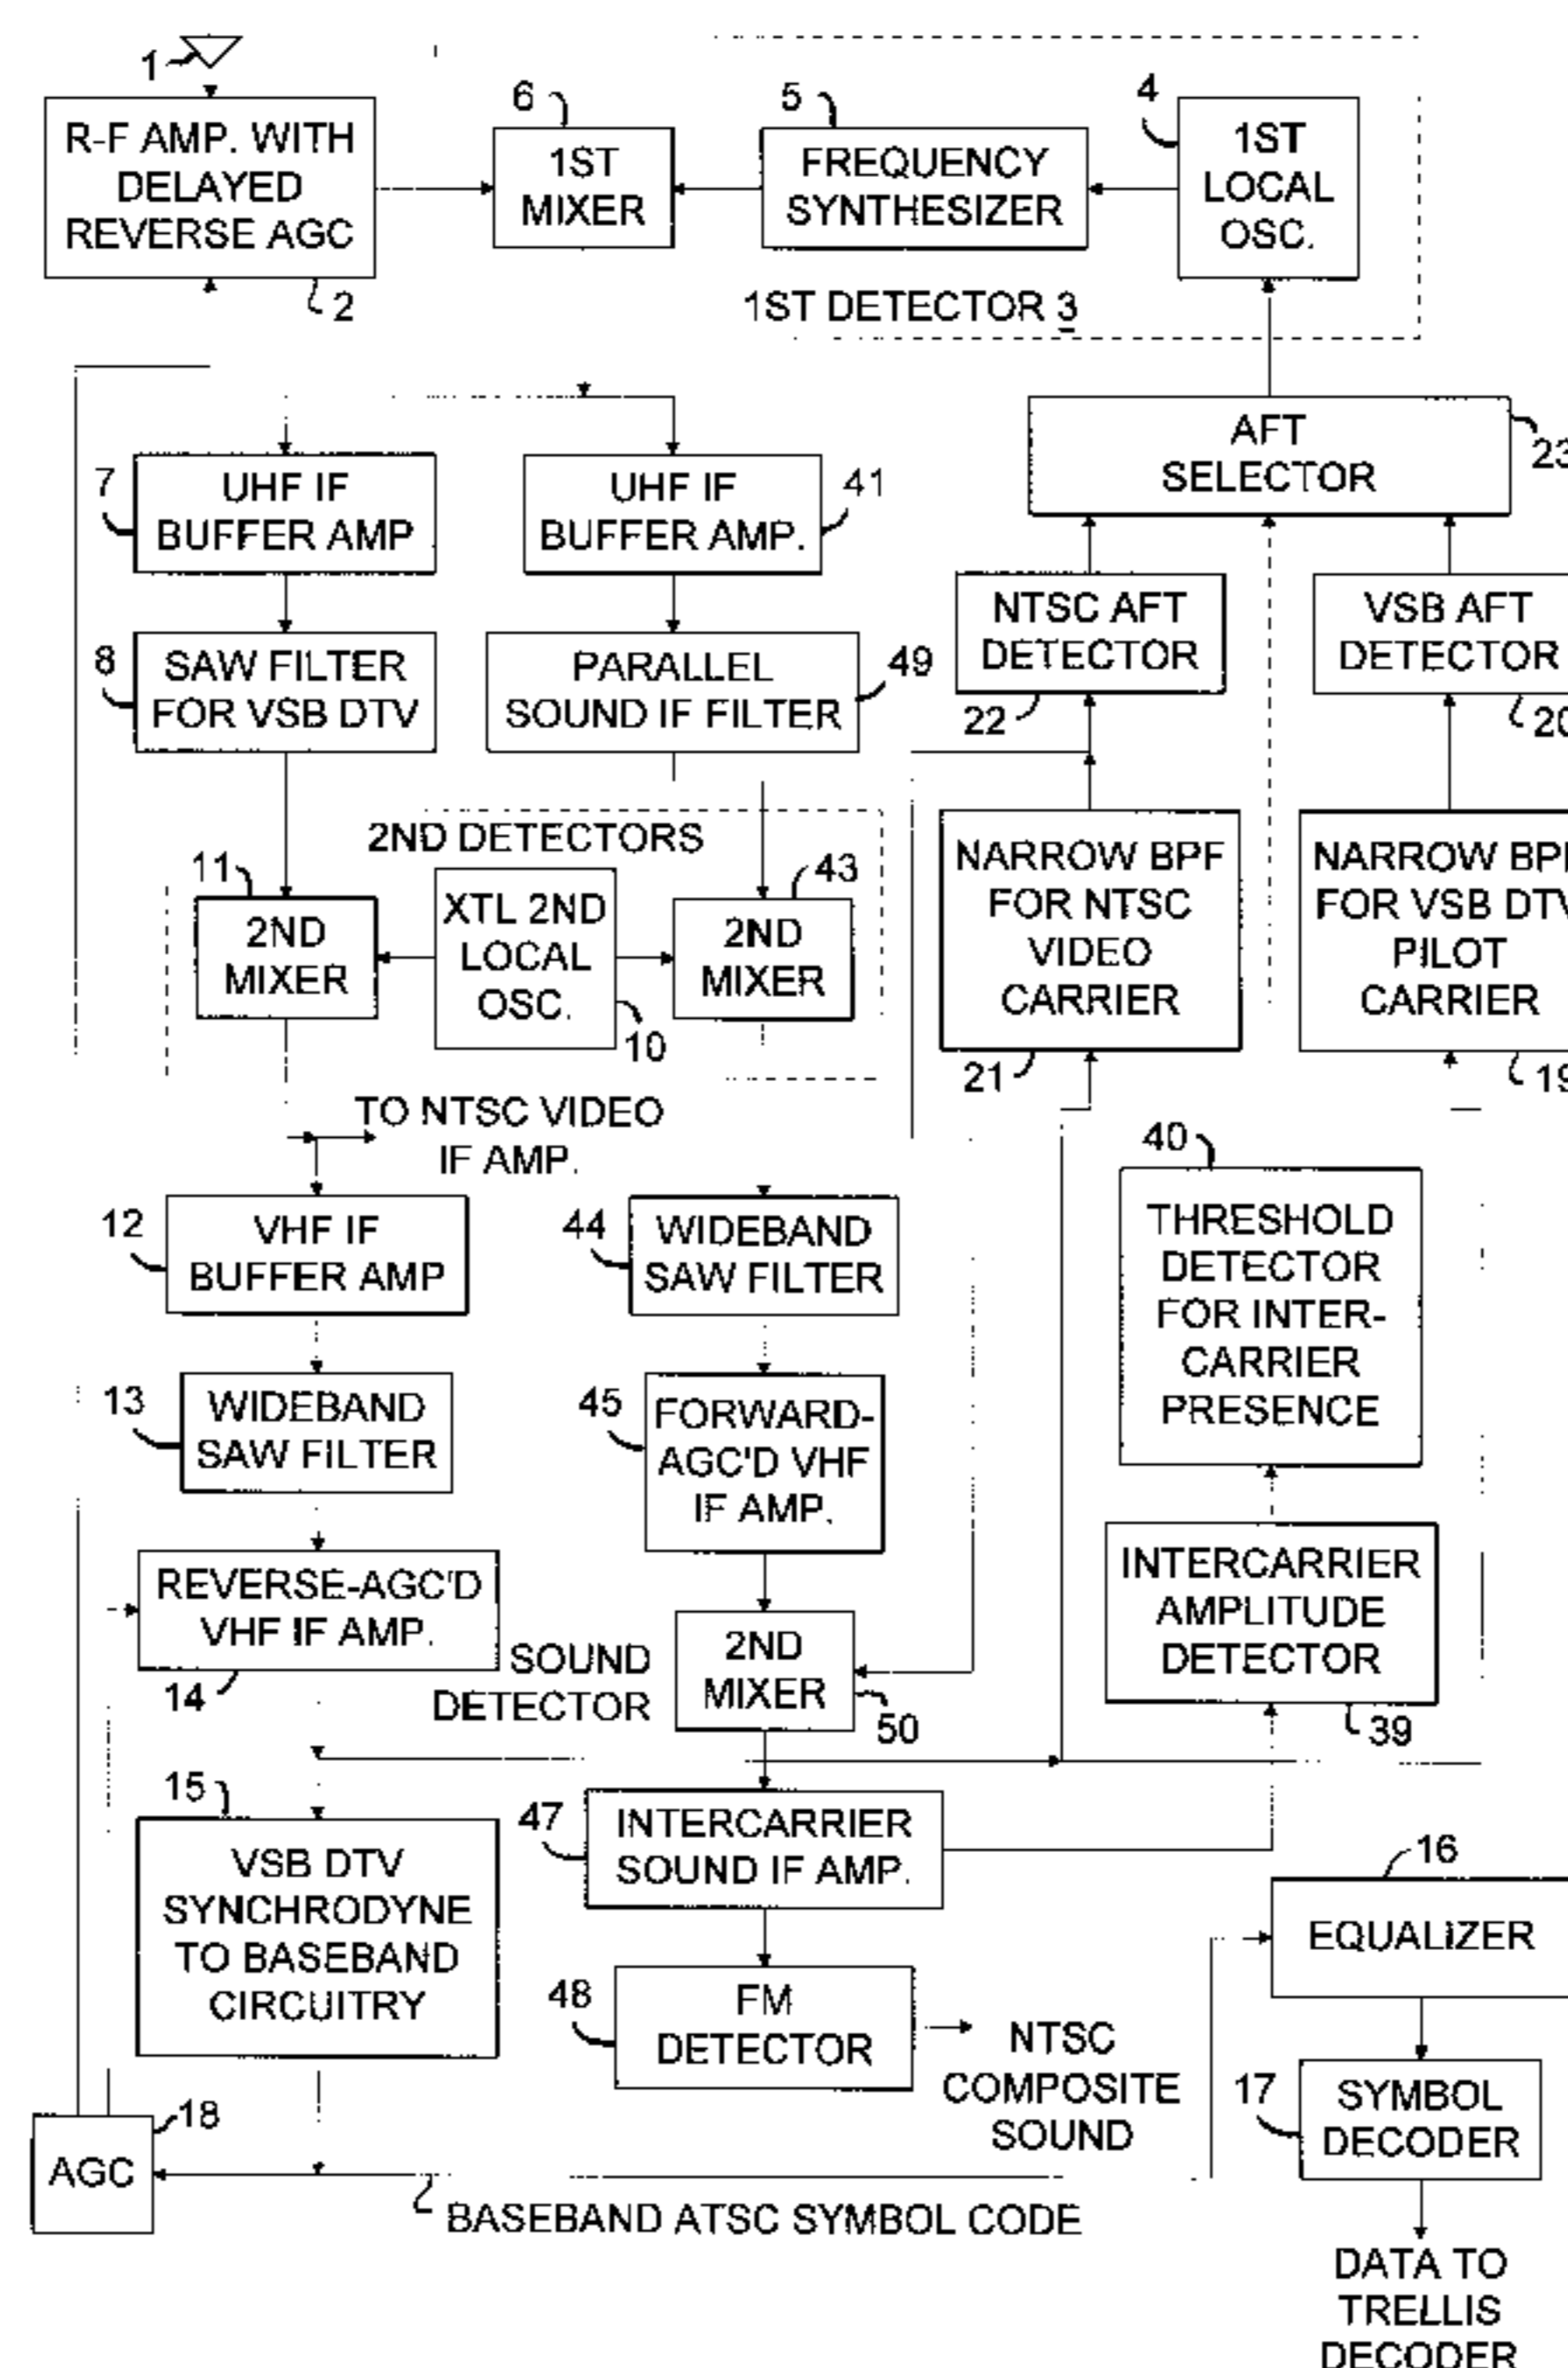 1
R-F AMP. WITH
DELAYED
REVERSE AGC
2
6
1ST
MIXER
5
FREQUENCY
SYNTHESIZER
4
1ST
LOCAL
OSC.
1ST DETECTOR 3
7
UHF IF
BUFFER AMP
UHF IF
BUFFER AMP.
41
AFT
SELECTOR
23
8
SAW FILTER
FOR VSB DTV
PARALLEL
SOUND IF FILTER
49
NTSC AFT
DETECTOR
22
VSB AFT
DETECTOR
20
2ND DETECTORS
11
2ND
MIXER
XTL 2ND
LOCAL
OSC.
10
43
2ND
MIXER
NARROW BPF
FOR NTSC
VIDEO
CARRIER
21
NARROW BPF
FOR VSB DTV
PILOT
CARRIER
19
TO NTSC VIDEO
IF AMP.
12
VHF IF
BUFFER AMP
44
WIDEBAND
SAW FILTER
40
THRESHOLD
DETECTOR
FOR INTER-
CARRIER
PRESENCE
13
WIDEBAND
SAW FILTER
45
FORWARD-
AGC'D VHF
IF AMP.
REVERSE-AGC'D
VHF IF AMP.
14
SOUND
DETECTOR
2ND
MIXER
50
INTERCARRIER
AMPLITUDE
DETECTOR
39
15
VSB DTV
SYNCHRODYNE
TO BASEBAND
CIRCUITRY
47
INTERCARRIER
SOUND IF AMP.
16
EQUALIZER
48
FM
DETECTOR
NTSC
COMPOSITE
SOUND
17
SYMBOL
DECODER
18
AGC
BASEBAND ATSC SYMBOL CODE
DATA TO
TRELLIS
DECODER